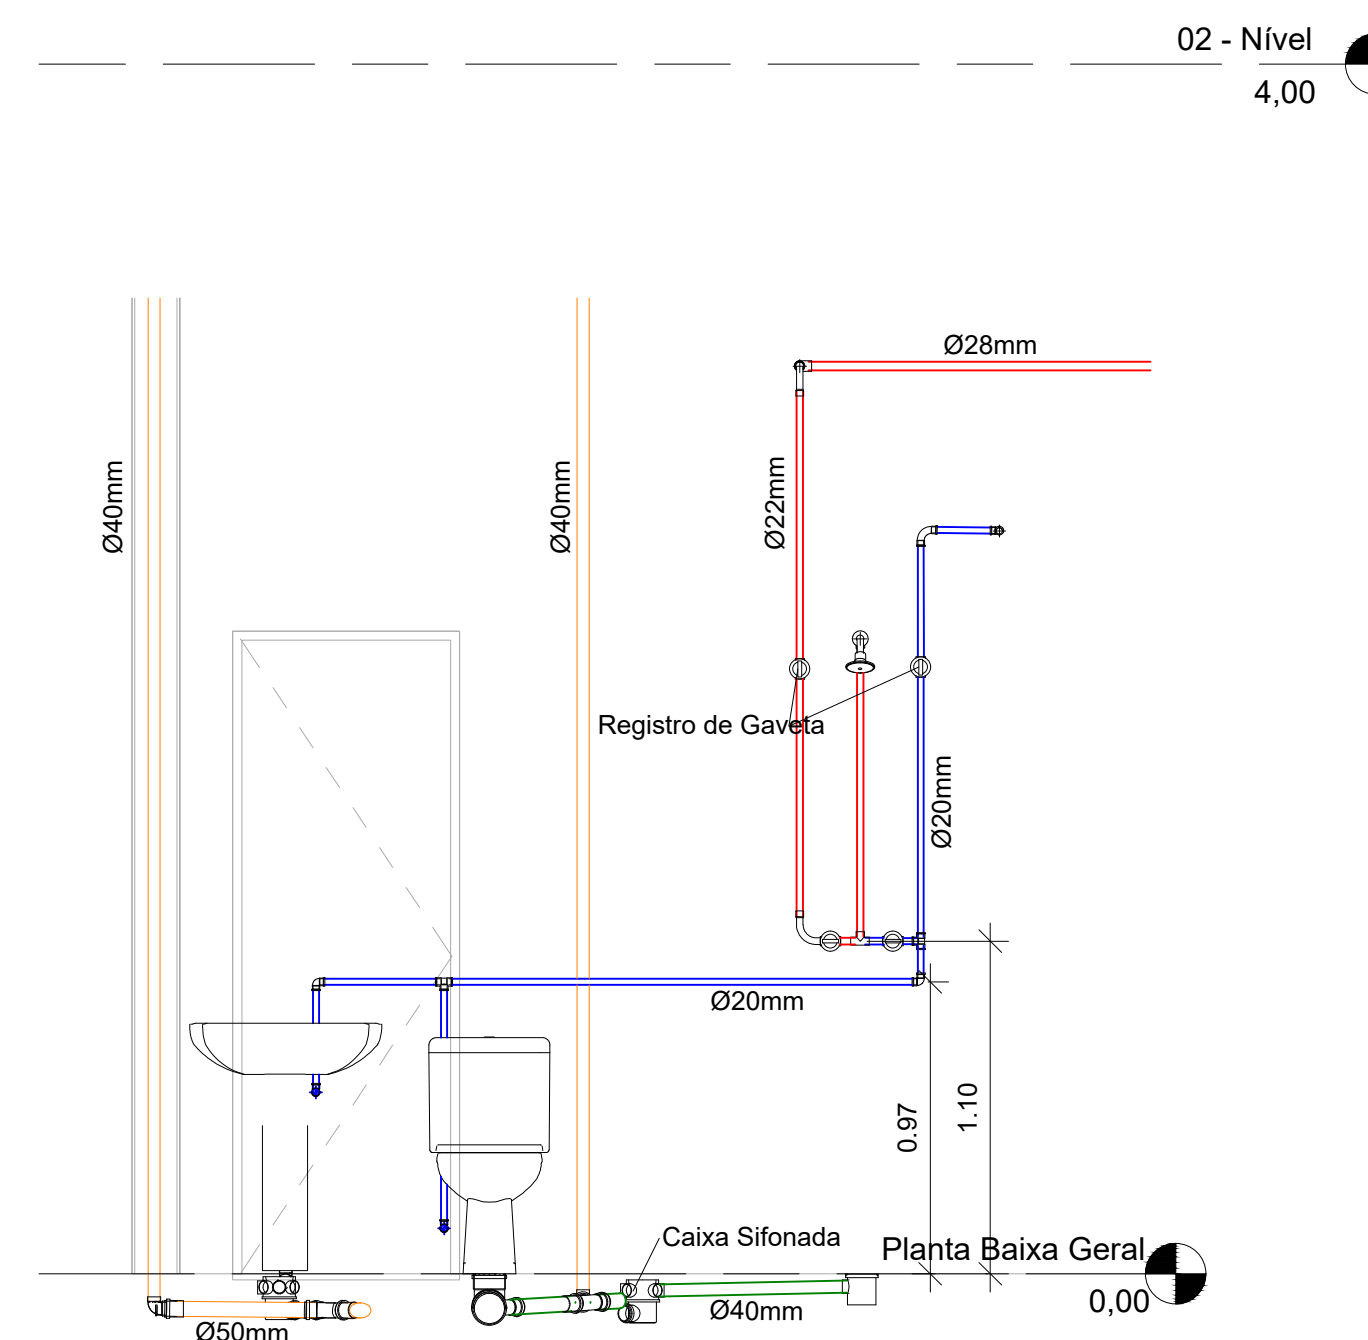 02 - Nível
4,00
Ø28mm
Ø40mm
Ø40mm
Ø22mm
Registro de Gaveta
Ø20mm
Ø20mm
0.97
1.10
Caixa Sifonada
Planta Baixa Geral
0,00
Ø40mm
Ø50mm